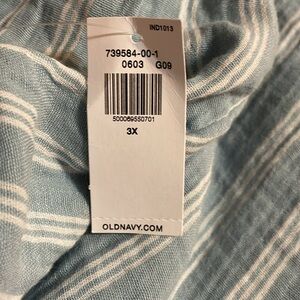 IND1013
739584-00-1
0603 G09
500069550701
3X
OLDNAVY.COM